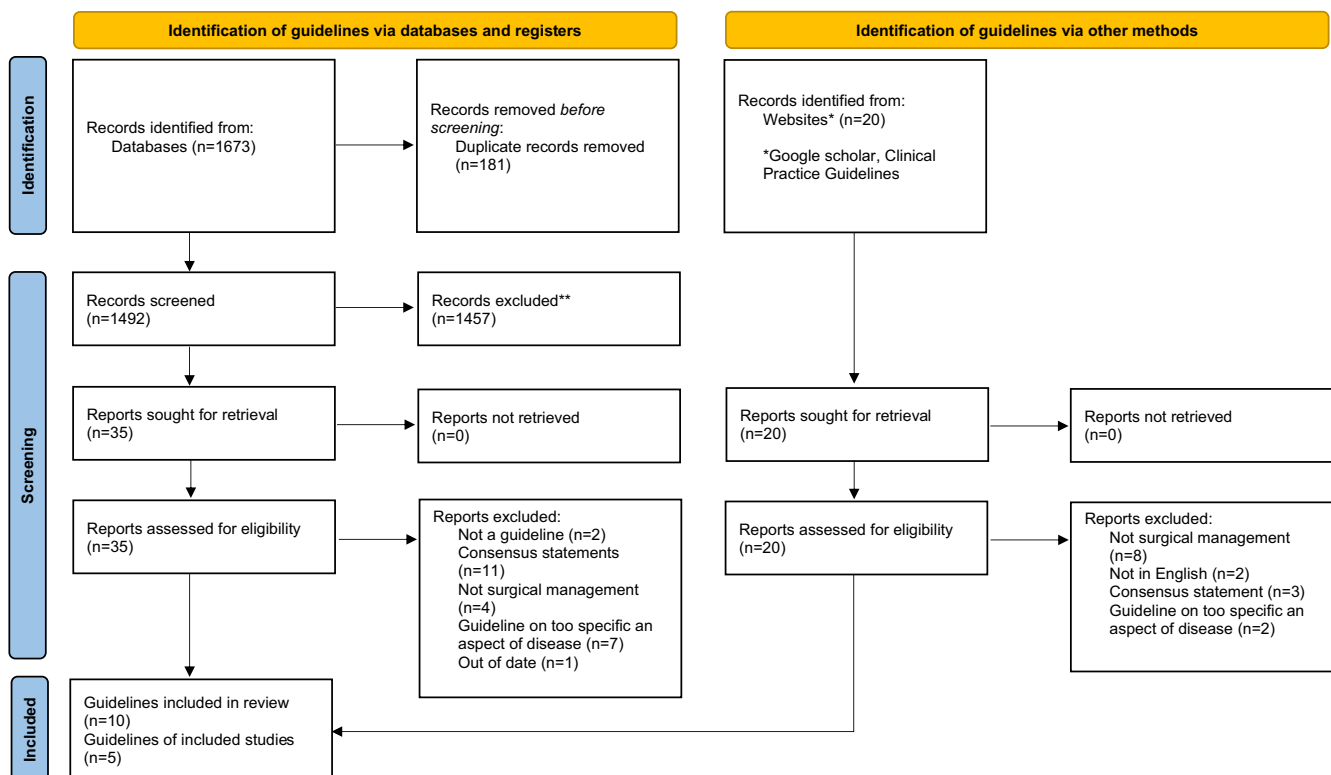 Identification of guidelines via databases and registers
Identification of guidelines via other methods
Identification
Records identified from:
Databases (n=1673)
Records removed before
screening:
Duplicate records removed
(n=181)
Records identified from:
Websites* (n=20)
*Google scholar, Clinical
Practice Guidelines
Screening
Records screened
(n=1492)
Records excluded**
(n=1457)
Reports sought for retrieval
(n=35)
Reports not retrieved
(n=0)
Reports sought for retrieval
(n=20)
Reports not retrieved
(n=0)
Reports assessed for eligibility
(n=35)
Reports excluded:
Not a guideline (n=2)
Consensus statements
(n=11)
Not surgical management
(n=4)
Guideline on too specific an
aspect of disease (n=7)
Out of date (n=1)
Reports assessed for eligibility
(n=20)
Reports excluded:
Not surgical management
(n=8)
Not in English (n=2)
Consensus statement (n=3)
Guideline on too specific an
aspect of disease (n=2)
Included
Guidelines included in review
(n=10)
Guidelines of included studies
(n=5)